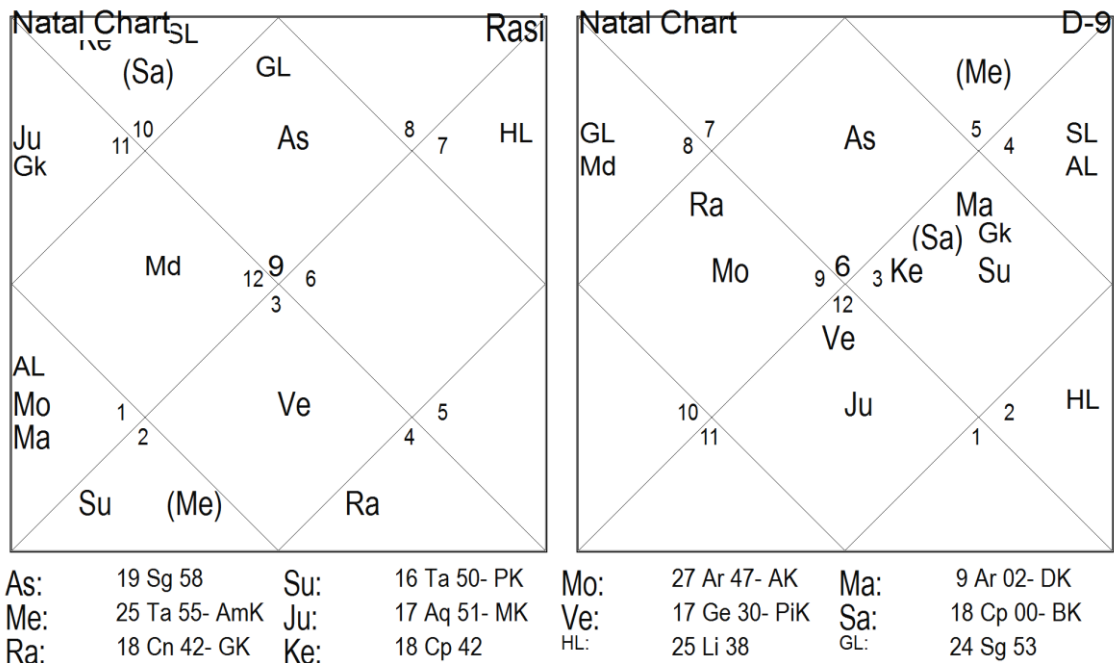 Natal Chart Rasi
Ke SL
(Sa) GL
Ju 10 As 8 HL
Gk 11 7
Md 12 9 6
3
AL
Mo 1 Ve 5
Ma 2 4
Su (Me) Ra
Natal Chart D-9
(Me)
GL 7 As 5 SL
Md 8 4 AL
Ra Ma
(Sa) Gk
Mo 9 6 3 Ke Su
12
Ve
10 Ju 2 HL
11 1
As: 19 Sg 58 Su: 16 Ta 50- PK Mo: 27 Ar 47- AK Ma: 9 Ar 02- DK
Me: 25 Ta 55- AmK Ju: 17 Aq 51- MK Ve: 17 Ge 30- PiK Sa: 18 Cp 00- BK
Ra: 18 Cn 42- GK Ke: 18 Cp 42 HL: 25 Li 38 GL: 24 Sg 53